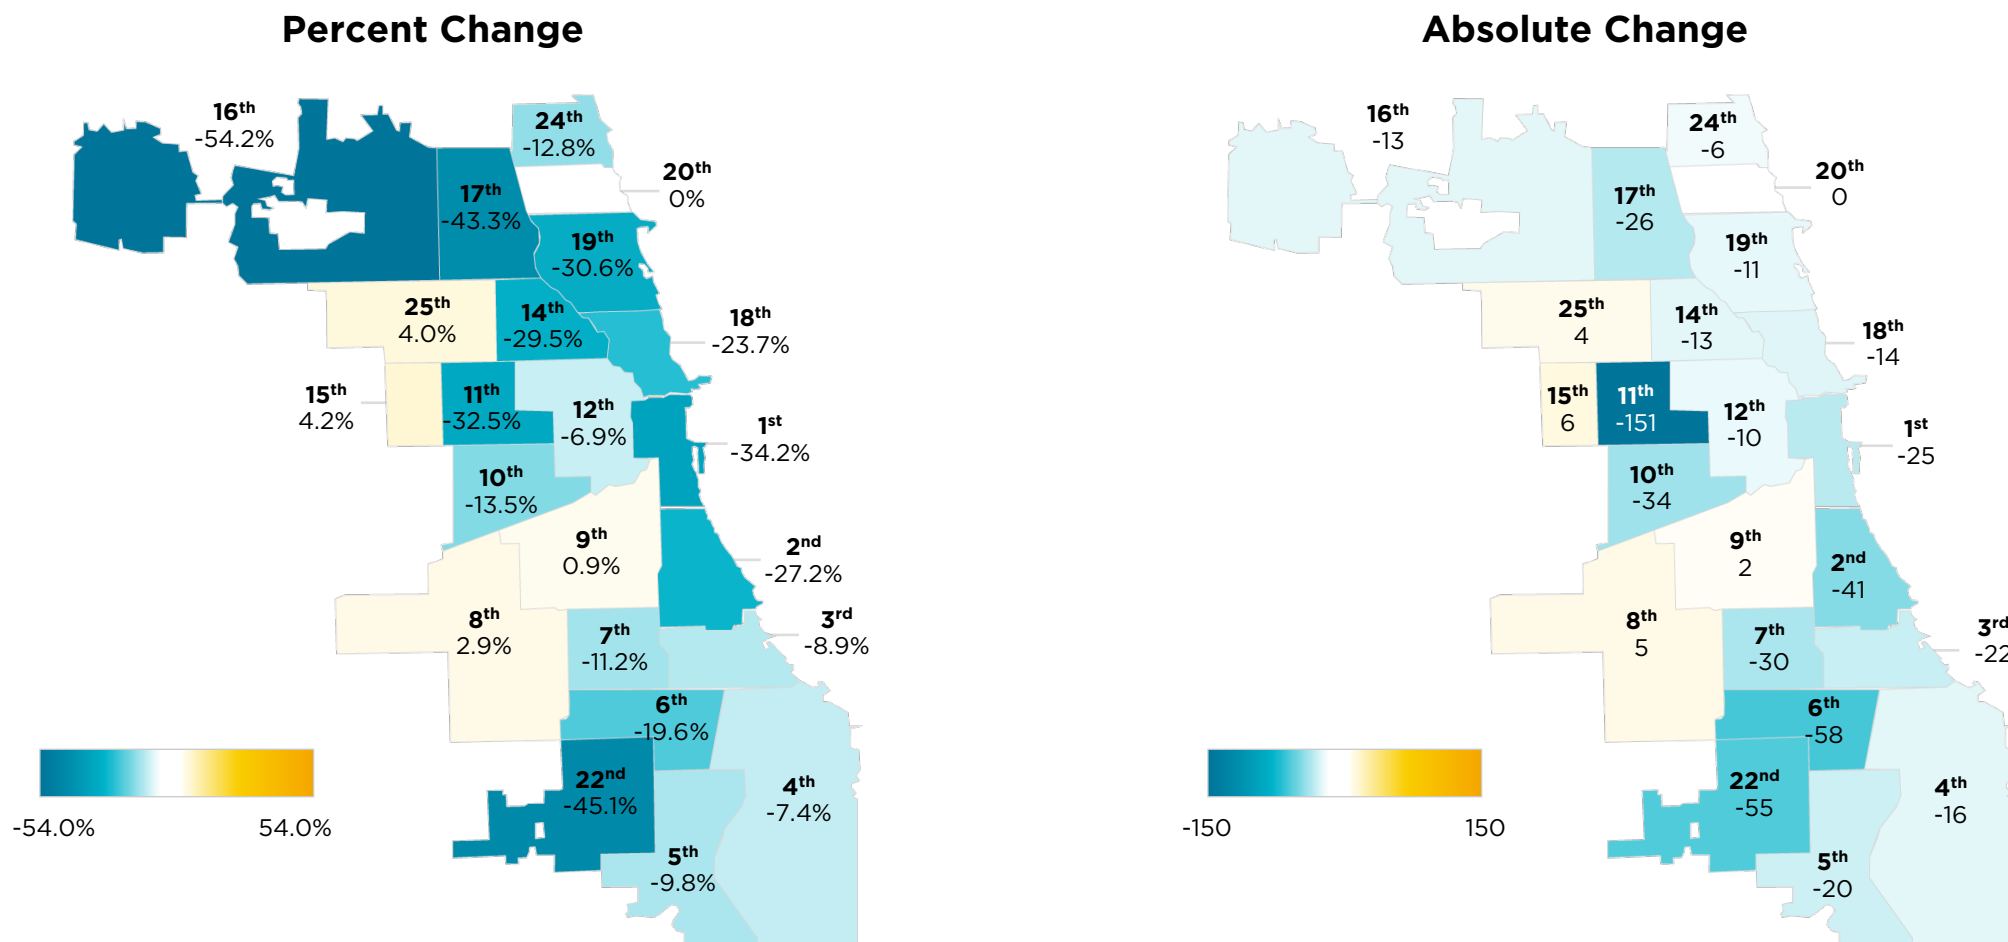 Percent Change
16th
-54.2%
24th
-12.8%
20th
0%
17th
-43.3%
19th
-30.6%
25th
4.0%
14th
-29.5%
18th
-23.7%
15th
4.2%
11th
-32.5%
12th
-6.9%
1st
-34.2%
10th
-13.5%
9th
0.9%
2nd
-27.2%
8th
2.9%
7th
-11.2%
3rd
-8.9%
6th
-19.6%
22nd
-45.1%
4th
-7.4%
5th
-9.8%
-54.0%
54.0%
Absolute Change
16th
-13
24th
-6
20th
0
17th
-26
19th
-11
25th
4
14th
-13
18th
-14
15th
6
11th
-151
12th
-10
1st
-25
10th
-34
9th
2
2nd
-41
8th
5
7th
-30
3rd
-22
6th
-58
22nd
-55
4th
-16
5th
-20
-150
150